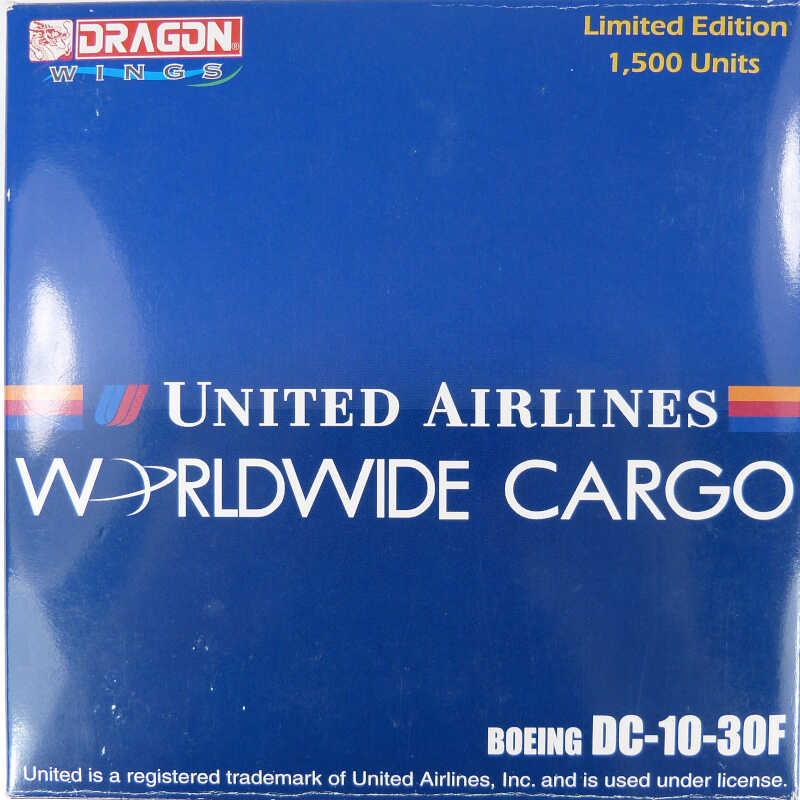 DRAGON®
WINGS
Limited Edition
1,500 Units
UNITED AIRLINES
WORLDWIDE CARGO
BOEING DC-10-30F
United is a registered trademark of United Airlines, Inc. and is used under license.